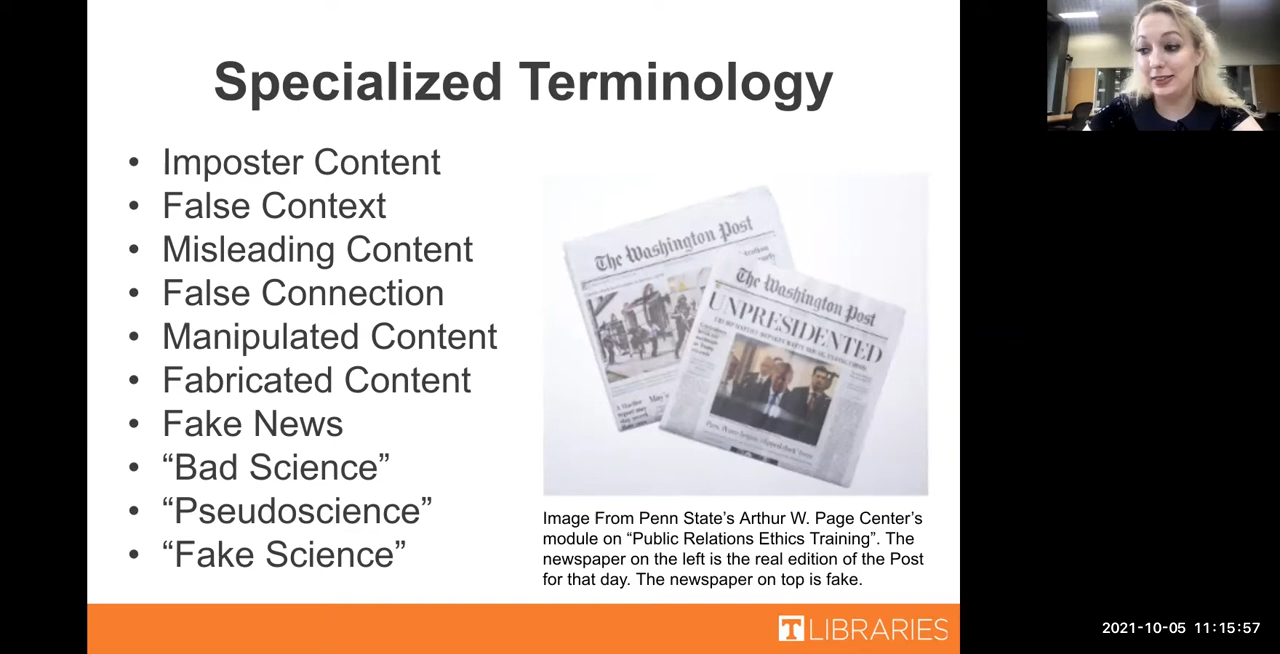 Specialized Terminology
• Imposter Content
• False Context
• Misleading Content
• False Connection
• Manipulated Content
• Fabricated Content
• Fake News
• “Bad Science”
• “Pseudoscience”
• “Fake Science”
The Washington Post
The Washington Post
UNPRESIDENTED
Image From Penn State’s Arthur W. Page Center’s
module on “Public Relations Ethics Training”. The
newspaper on the left is the real edition of the Post
for that day. The newspaper on top is fake.
T LIBRARIES
2021-10-05 11:15:57